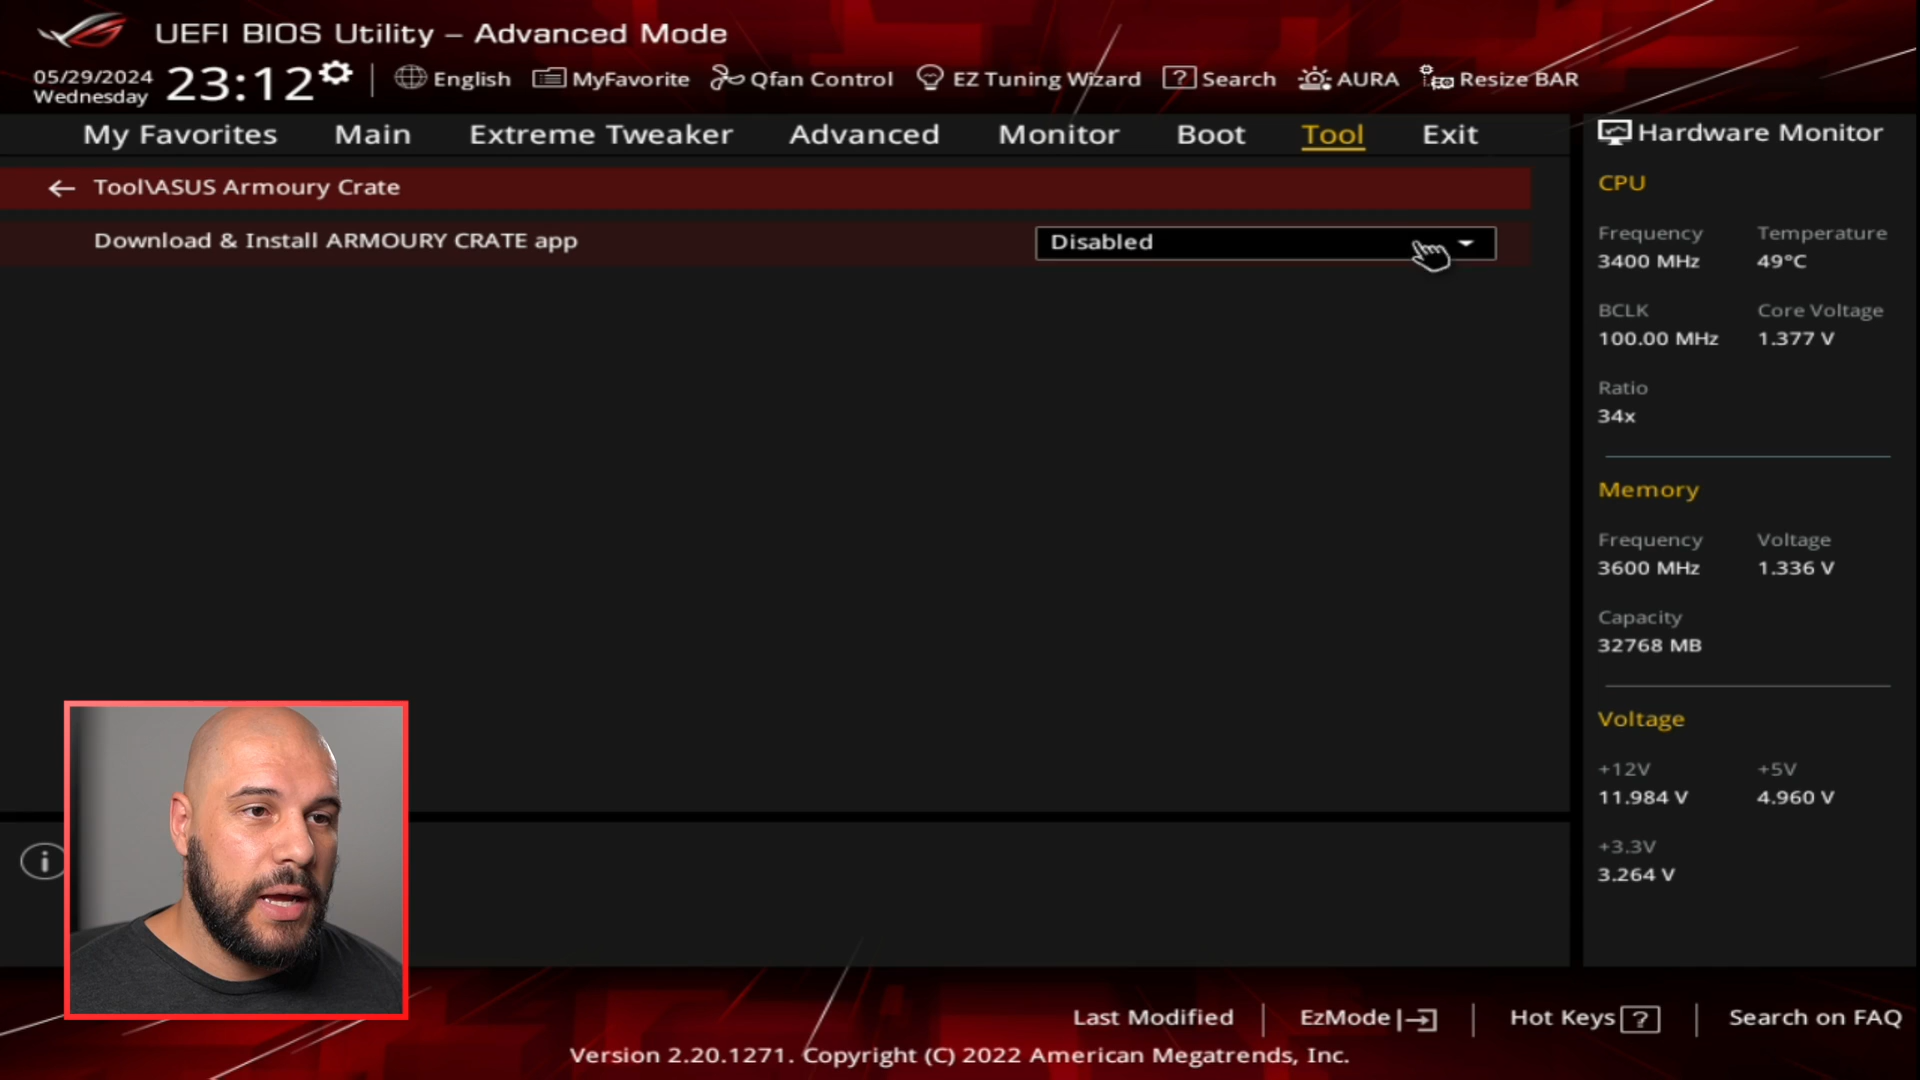 UEFI BIOS Utility – Advanced Mode
05/29/2024
Wednesday
23:12
English
MyFavorite
Qfan Control
EZ Tuning Wizard
? Search
AURA
Resize BAR
My Favorites
Main
Extreme Tweaker
Advanced
Monitor
Boot
Tool
Exit
Tool\ASUS Armoury Crate
Download & Install ARMOURY CRATE app
Disabled
Hardware Monitor
CPU
Frequency Temperature
3400 MHz 49°C
BCLK Core Voltage
100.00 MHz 1.377 V
Ratio
34x
Memory
Frequency Voltage
3600 MHz 1.336 V
Capacity
32768 MB
Voltage
+12V +5V
11.984 V 4.960 V
+3.3V
3.264 V
i
Last Modified
EzMode
Hot Keys ?
Search on FAQ
Version 2.20.1271. Copyright (C) 2022 American Megatrends, Inc.